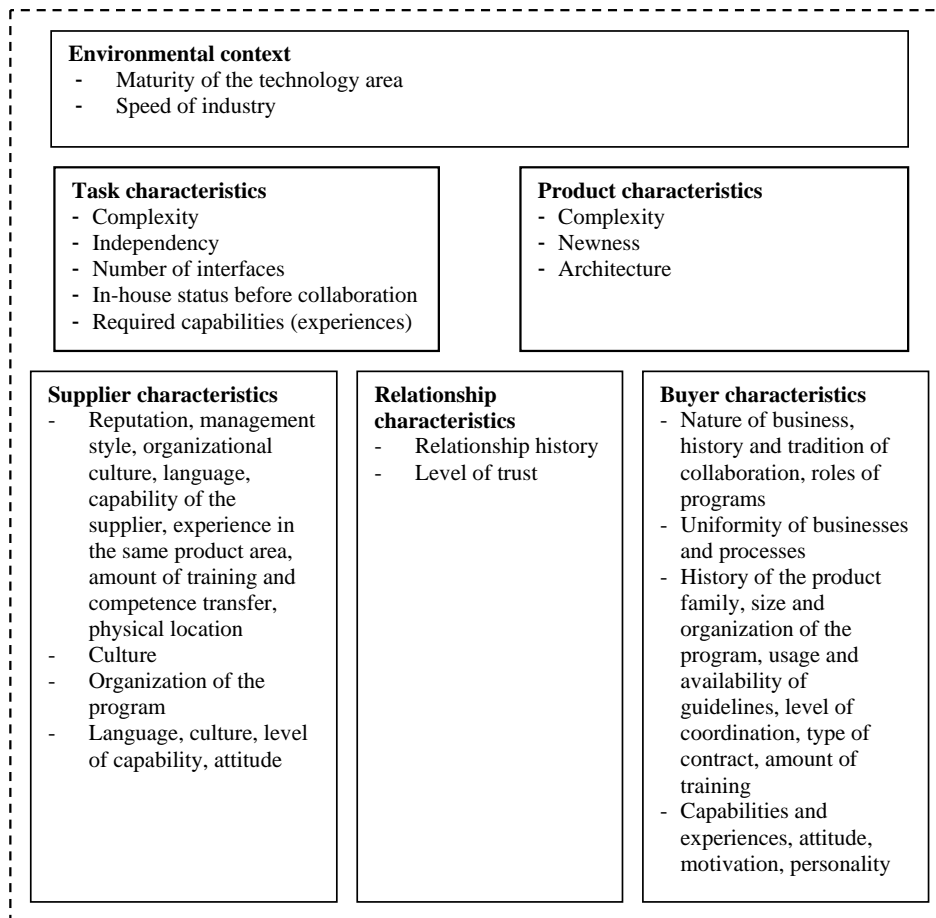 Environmental context
- Maturity of the technology area
- Speed of industry
Task characteristics
- Complexity
- Independency
- Number of interfaces
- In-house status before collaboration
- Required capabilities (experiences)
Product characteristics
- Complexity
- Newness
- Architecture
Supplier characteristics
- Reputation, management
style, organizational
culture, language,
capability of the
supplier, experience in
the same product area,
amount of training and
competence transfer,
physical location
- Culture
- Organization of the
program
- Language, culture, level
of capability, attitude
Relationship
characteristics
- Relationship history
- Level of trust
Buyer characteristics
- Nature of business,
history and tradition of
collaboration, roles of
programs
- Uniformity of businesses
and processes
- History of the product
family, size and
organization of the
program, usage and
availability of
guidelines, level of
coordination, type of
contract, amount of
training
- Capabilities and
experiences, attitude,
motivation, personality